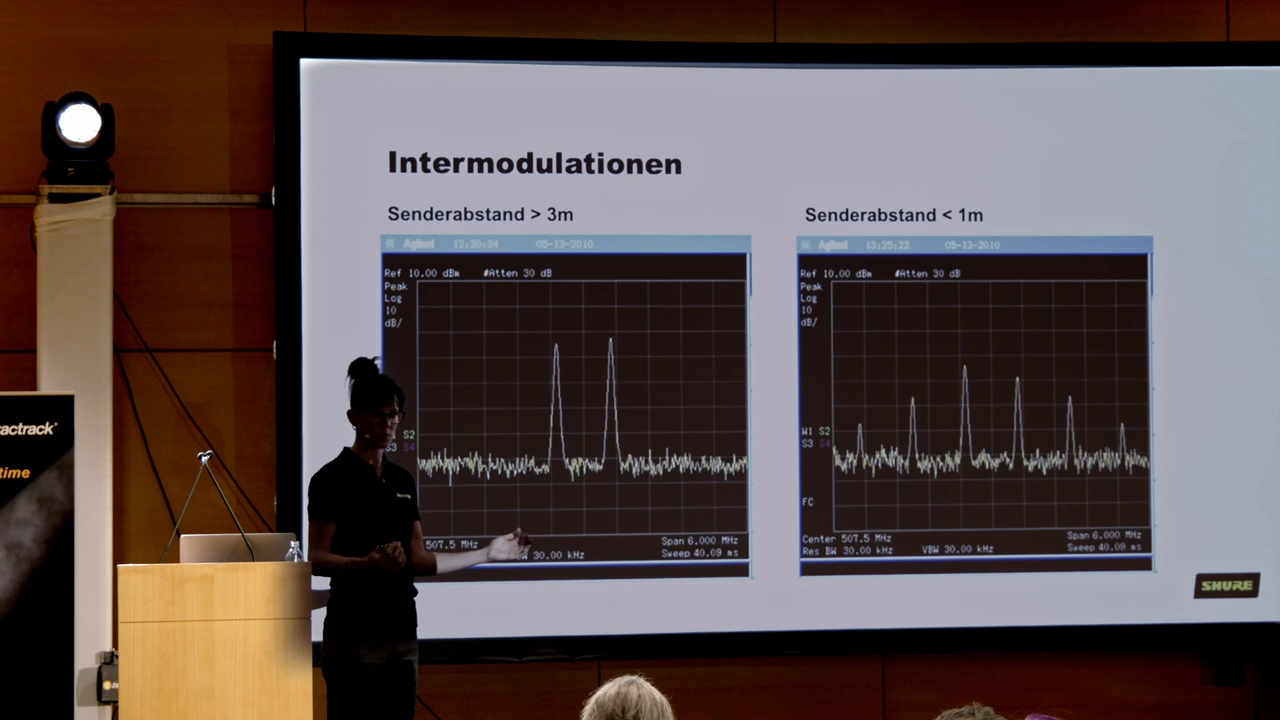 Intermodulationen
Senderabstand > 3m
Agilent 12:30:34 05-13-2010
Ref 10.00 dBm #Atten 30 dB
Peak
Log
10
dB/
S2
S3 S4
507.5 MHz Span 6.000 MHz
30.00 kHz Sweep 40.09 ms
Senderabstand < 1m
Agilent 13:25:22 05-13-2010
Ref 10.00 dBm #Atten 30 dB
Peak
Log
10
dB/
W1 S2
S3 S4
FC
Center 507.5 MHz Span 6.000 MHz
Res BW 30.00 kHz VBW 30.00 kHz Sweep 40.09 ms
SHURE
actrack®
time